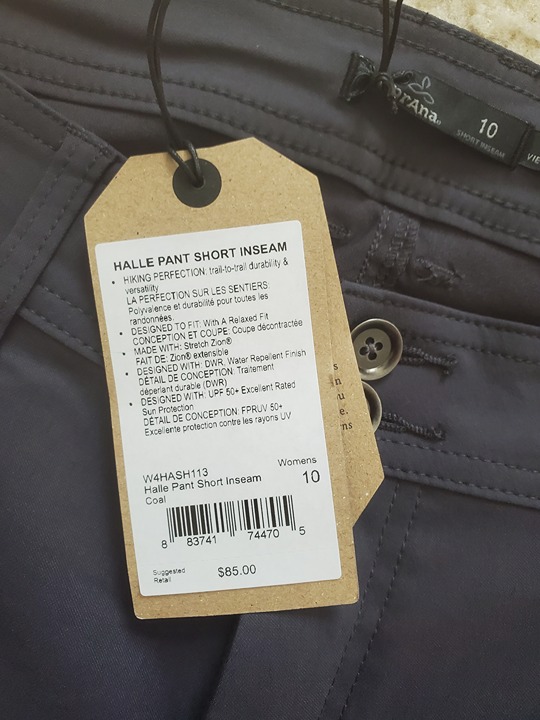 prAna
10
SHORT INSEAM
VIE
HALLE PANT SHORT INSEAM
• HIKING PERFECTION: trail-to-trail durability &
versatility
LA PERFECTION SUR LES SENTIERS:
Polyvalence et durabilité pour toutes les
randonnées.
• DESIGNED TO FIT: With A Relaxed Fit
CONCEPTION ET COUPE: Coupe décontractée
• MADE WITH: Stretch Zion®
FAIT DE: Zion® extensible
• DESIGNED WITH: DWR, Water Repellent Finish
DÉTAIL DE CONCEPTION: Traitement
déperlant durable (DWR)
• DESIGNED WITH: UPF 50+ Excellent Rated
Sun Protection
DÉTAIL DE CONCEPTION: FPRUV 50+
Excellente protection contre les rayons UV
W4HASH113
Halle Pant Short Inseam
Coal
Womens
10
8 83741 74470 5
Suggested
Retail
$85.00
s
n
u
e.
ns